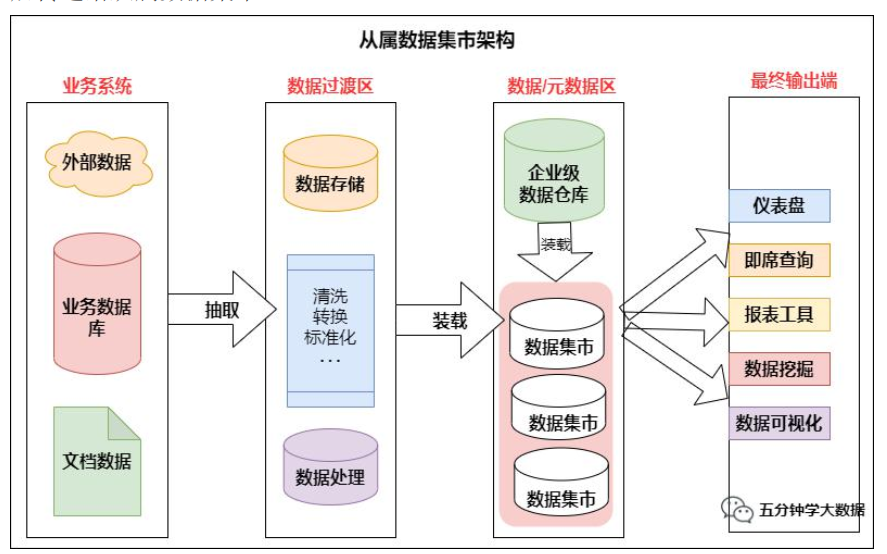 从属数据集市架构
业务系统
外部数据
业务数据
库
文档数据
抽取
数据过渡区
数据存储
清洗
转换
标准化
...
数据处理
装载
数据/元数据区
企业级
数据仓库
装载
数据集市
数据集市
数据集市
最终输出端
仪表盘
即席查询
报表工具
数据挖掘
数据可视化
五分钟学大数据